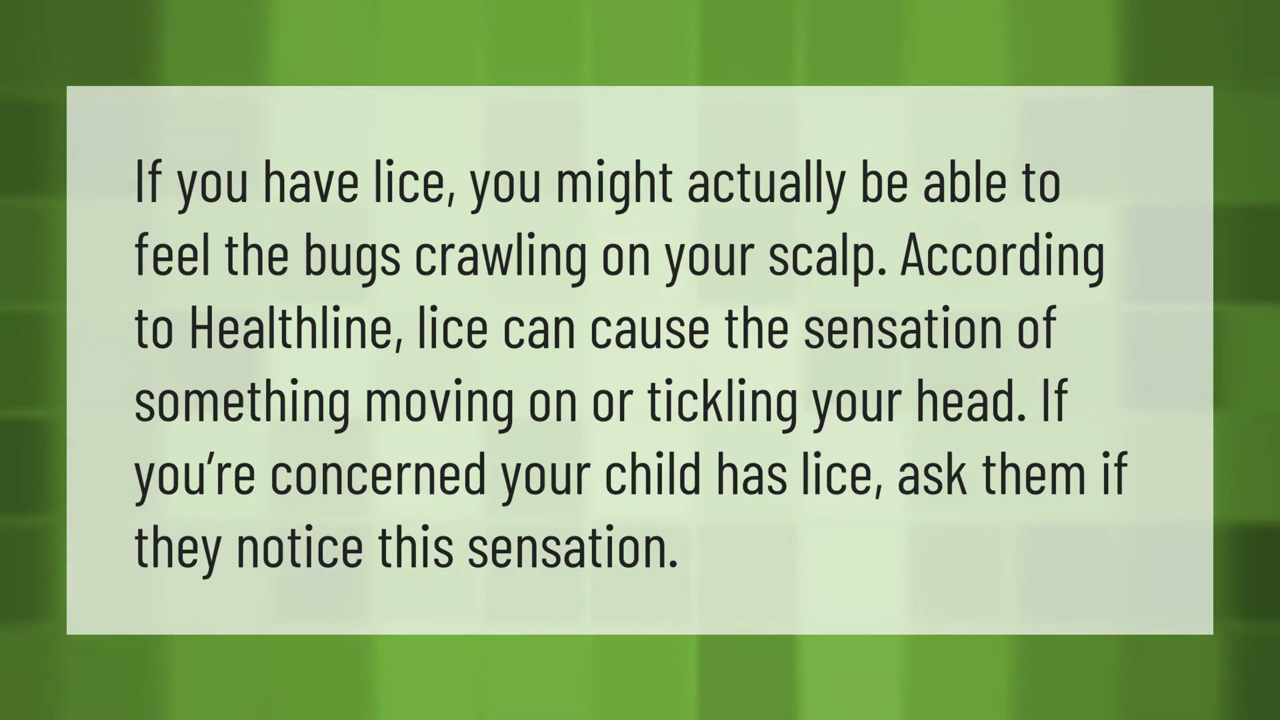 If you have lice, you might actually be able to
feel the bugs crawling on your scalp. According
to Healthline, lice can cause the sensation of
something moving on or tickling your head. If
you’re concerned your child has lice, ask them if
they notice this sensation.